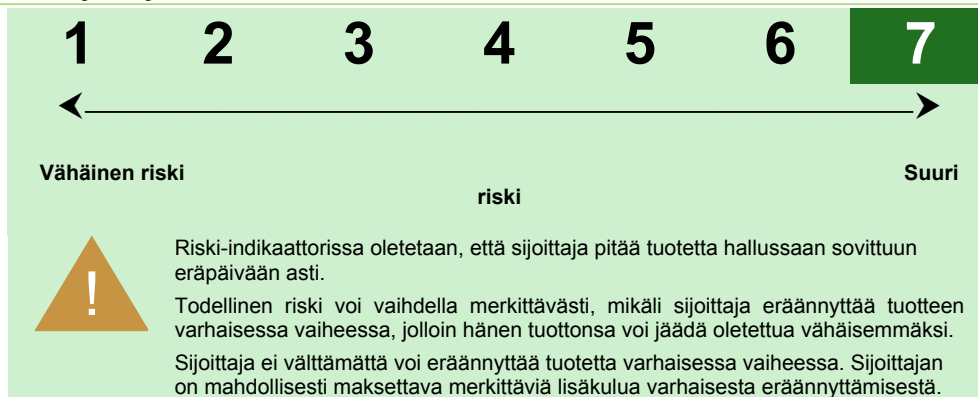 1 2 3 4 5 6 7
Vähäinen riski Suuri
riski
!
Riski-indikaattorissa oletetaan, että sijoittaja pitää tuotetta hallussaan sovittuun
eräpäivään asti.
Todellinen riski voi vaihdella merkittävästi, mikäli sijoittaja eräännyttää tuotteen
varhaisessa vaiheessa, jolloin hänen tuottonsa voi jäädä oletettua vähäisemmäksi.
Sijoittaja ei välttämättä voi eräännyttää tuotetta varhaisessa vaiheessa. Sijoittajan
on mahdollisesti maksettava merkittäviä lisäkulua varhaisesta eräännyttämisestä.